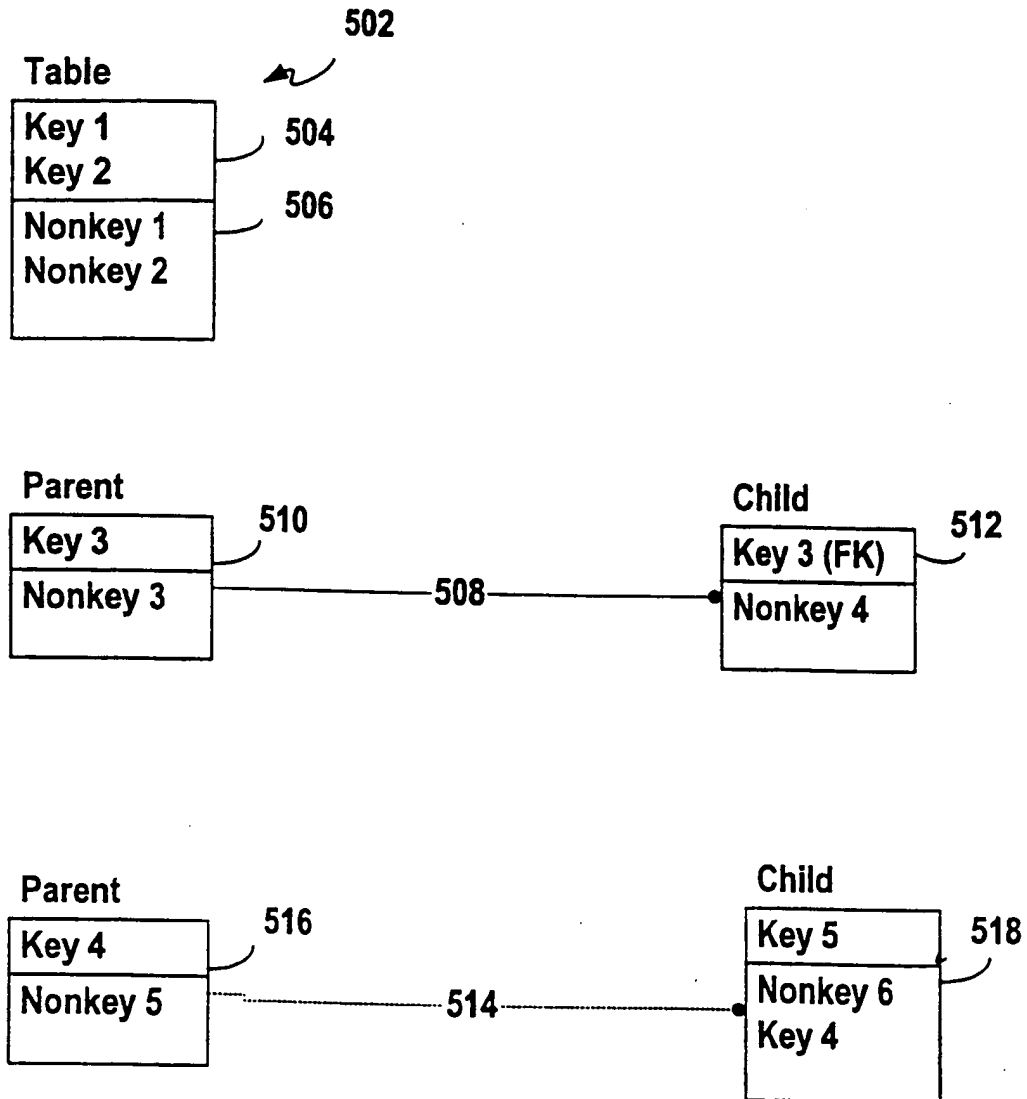 502
Table
Key 1
Key 2
504
Nonkey 1
Nonkey 2
506
Parent
Key 3
Nonkey 3
510
508
Child
Key 3 (FK)
Nonkey 4
512
Parent
Key 4
Nonkey 5
516
514
Child
Key 5
Nonkey 6
Key 4
518